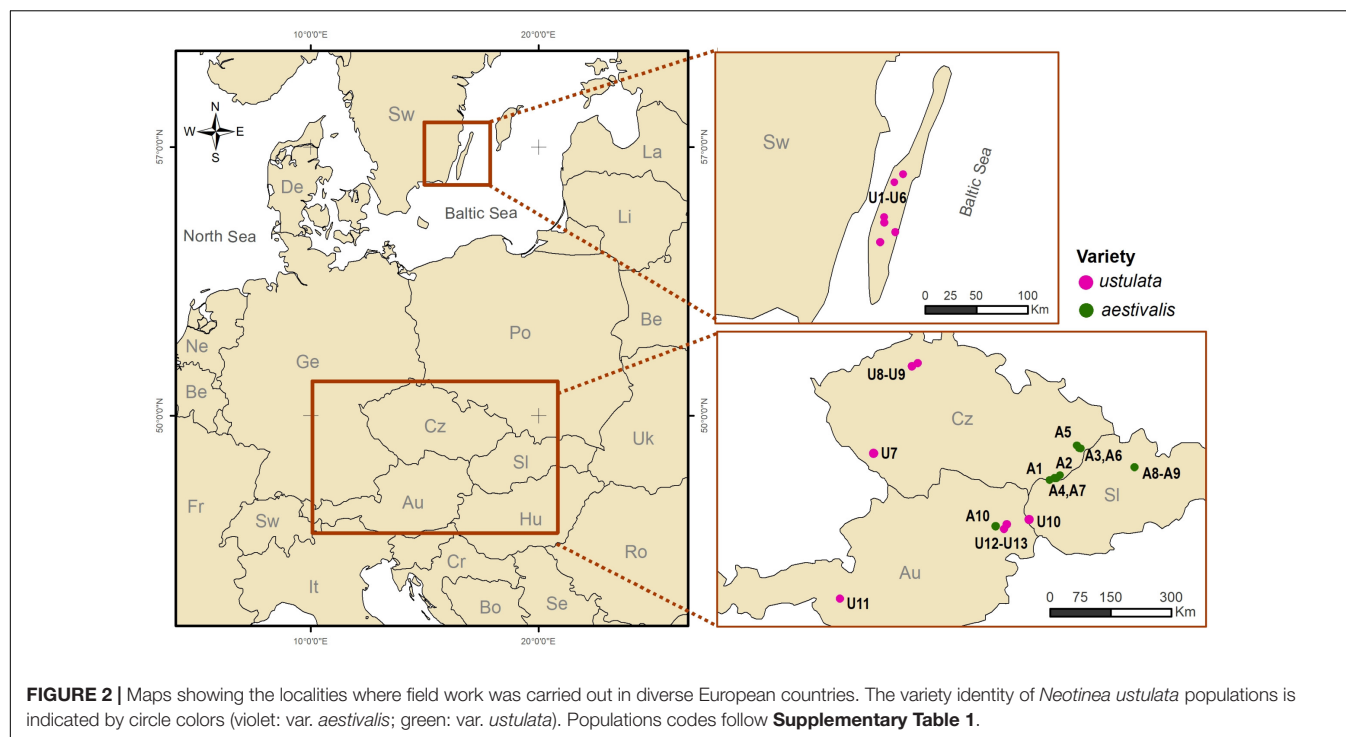 10°0'0"E
20°0'0"E
57°0'0"N
57°0'0"N
50°0'0"N
50°0'0"N
N
W
E
S
Sw
De
La
Li
Baltic Sea
North Sea
Be
Ne
Po
Ge
Be
Cz
Uk
Sl
Fr
Au
Sw
Hu
Ro
Cr
It
Bo
Se
10°0'0"E
20°0'0"E
Sw
U1-U6
Baltic Sea
0 25 50 100
Km
Variety
ustulata
aestivalis
U8-U9
Cz
A5
A3,A6
U7
A1
A2
A8-A9
A4,A7
Sl
A10
U10
U12-U13
Au
U11
0 75 150 300
Km
FIGURE 2 | Maps showing the localities where field work was carried out in diverse European countries. The variety identity of Neotinea ustulata populations is
indicated by circle colors (violet: var. aestivalis; green: var. ustulata). Populations codes follow Supplementary Table 1.